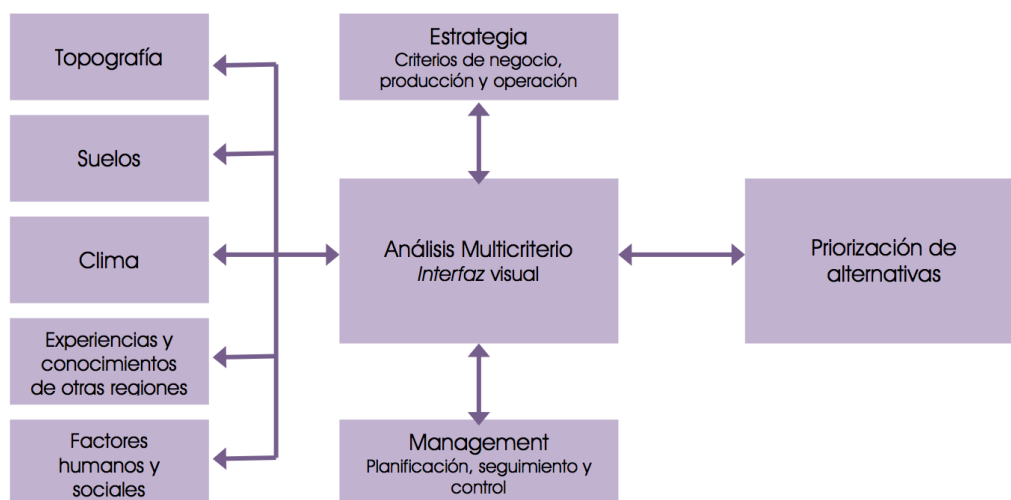 Topografía
Suelos
Clima
Experiencias y
conocimientos
de otras regiones
Factores
humanos y
sociales
Estrategia
Criterios de negocio,
producción y operación
Análisis Multicriterio
Interfaz visual
Management
Planificación, seguimiento y
control
Priorización de
alternativas